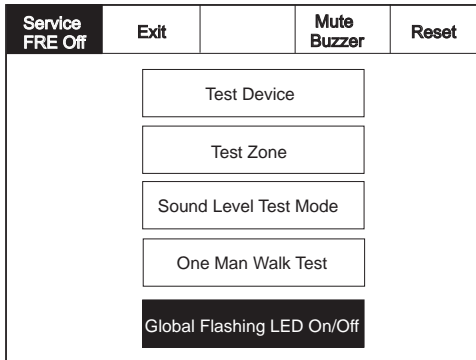 Service
FRE Off
Exit
Mute
Buzzer
Reset
Test Device
Test Zone
Sound Level Test Mode
One Man Walk Test
Global Flashing LED On/Off